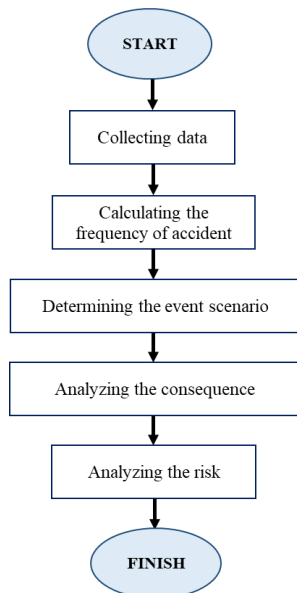 START
Collecting data
Calculating the
frequency of accident
Determining the event scenario
Analyzing the consequence
Analyzing the risk
FINISH